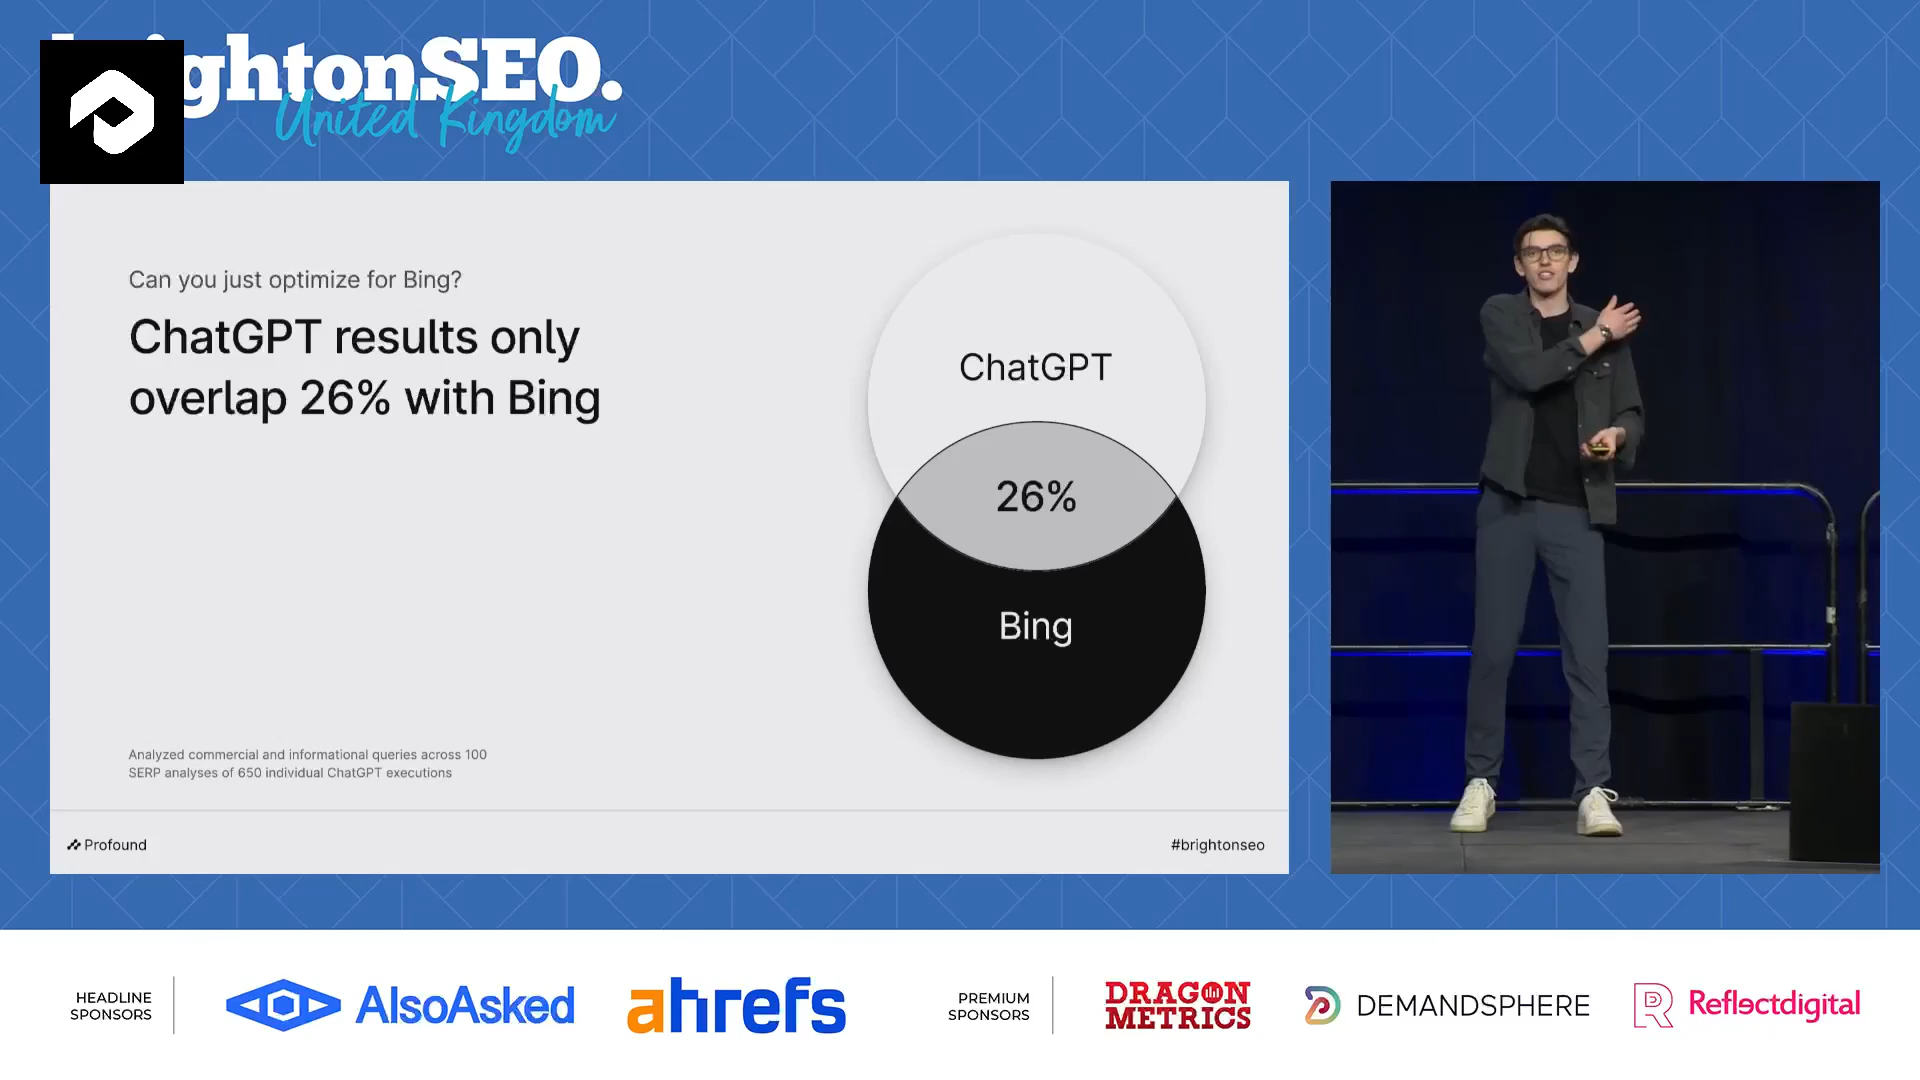 ightonSEO.
United Kingdom
Can you just optimize for Bing?
ChatGPT results only
overlap 26% with Bing
ChatGPT
26%
Bing
Analyzed commercial and informational queries across 100
SERP analyses of 650 individual ChatGPT executions
Profound
#brightonseo
HEADLINE
SPONSORS
AlsoAsked
ahrefs
PREMIUM
SPONSORS
DRAGON
METRICS
DEMANDSPHERE
Reflectdigital